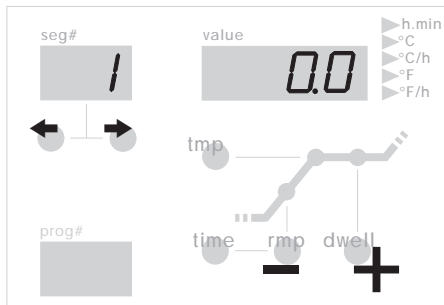 seg#
value
h.min
°C
°C/h
°F
°F/h
1
0.0
tmp
prog#
time
rmp
dwell